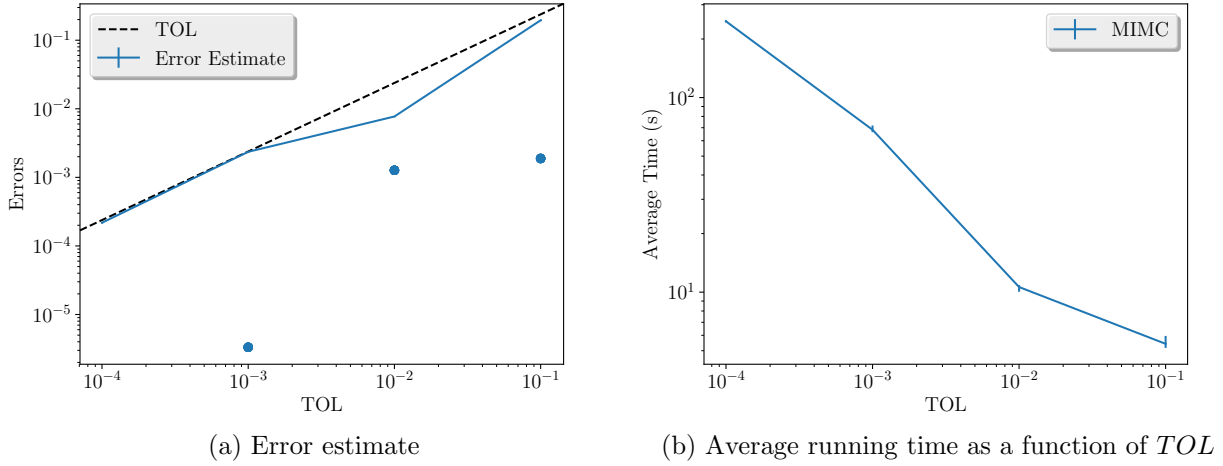 TOL
Error Estimate
10^{-1}
10^{-2}
10^{-3}
10^{-4}
10^{-5}
Errors
10^{-4} 10^{-3} 10^{-2} 10^{-1}
TOL
(a) Error estimate
MIMC
10^{2}
10^{1}
Average Time (s)
10^{-4} 10^{-3} 10^{-2} 10^{-1}
TOL
(b) Average running time as a function of TOL